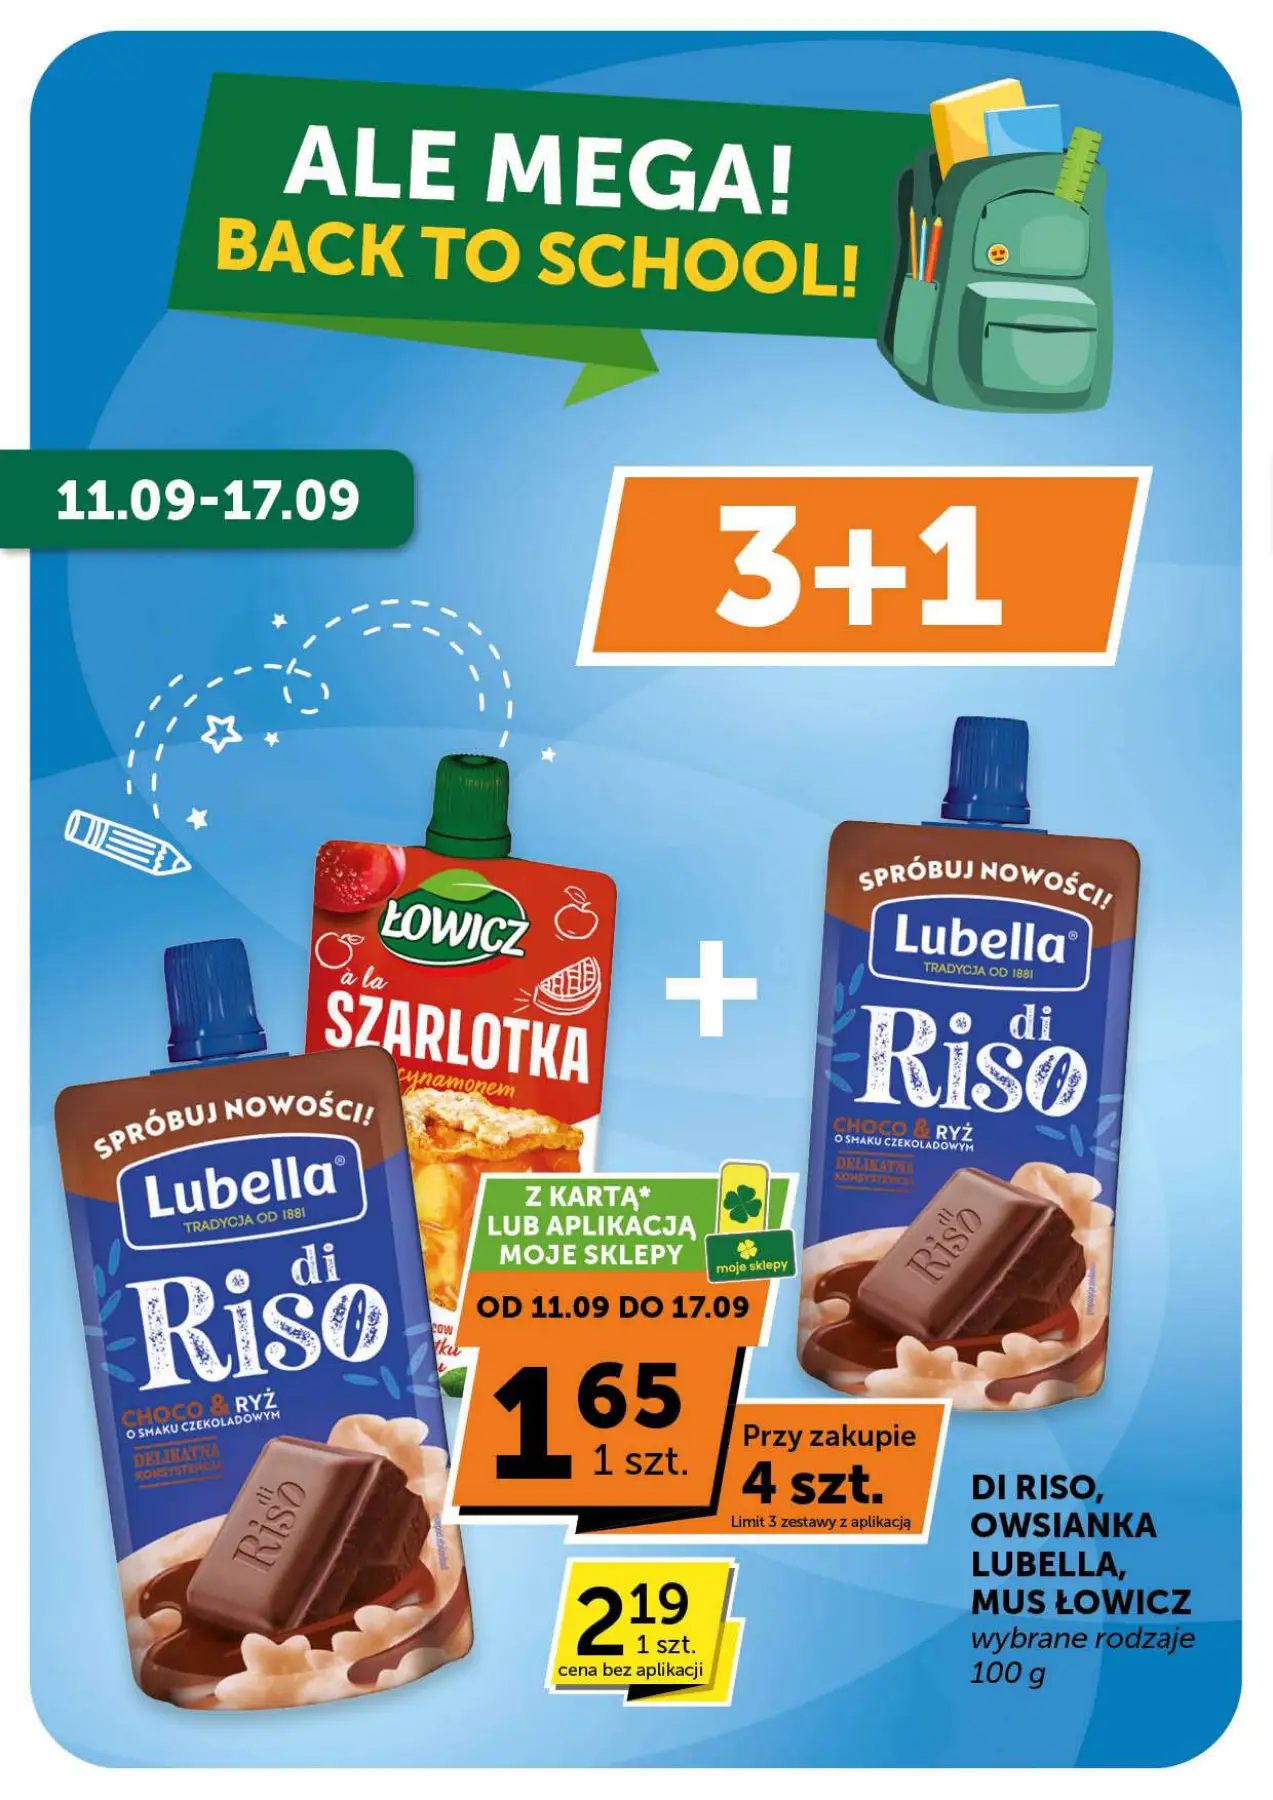 ALE MEGA!
BACK TO SCHOOL!
11.09-17.09
3+1
SPRÓBUJ NOWOŚCI!
Lubella®
TRADYCJA OD 1881
di
Riso
CHOCO & RYŻ
O SMAKU CZEKOLADOWYM
DELIKATNA
KONSYSTENCJA
di
Riso
ŁOWICZ
à la
SZARLOTKA
cynamonem
+
SPRÓBUJ NOWOŚCI!
Lubella®
TRADYCJA OD 1881
di
Riso
CHOCO & RYŻ
O SMAKU CZEKOLADOWYM
DELIKATNA
KONSYSTENCJA
di
Riso
Z KARTĄ*
LUB APLIKACJĄ
MOJE SKLEPY
moje sklepy
OD 11.09 DO 17.09
1 65
1 szt.
Przy zakupie
4 szt.
Limit 3 zestawy z aplikacją
2 19
1 szt.
cena bez aplikacji
DI RISO,
OWSIANKA
LUBELLA,
MUS ŁOWICZ
wybrane rodzaje
100 g